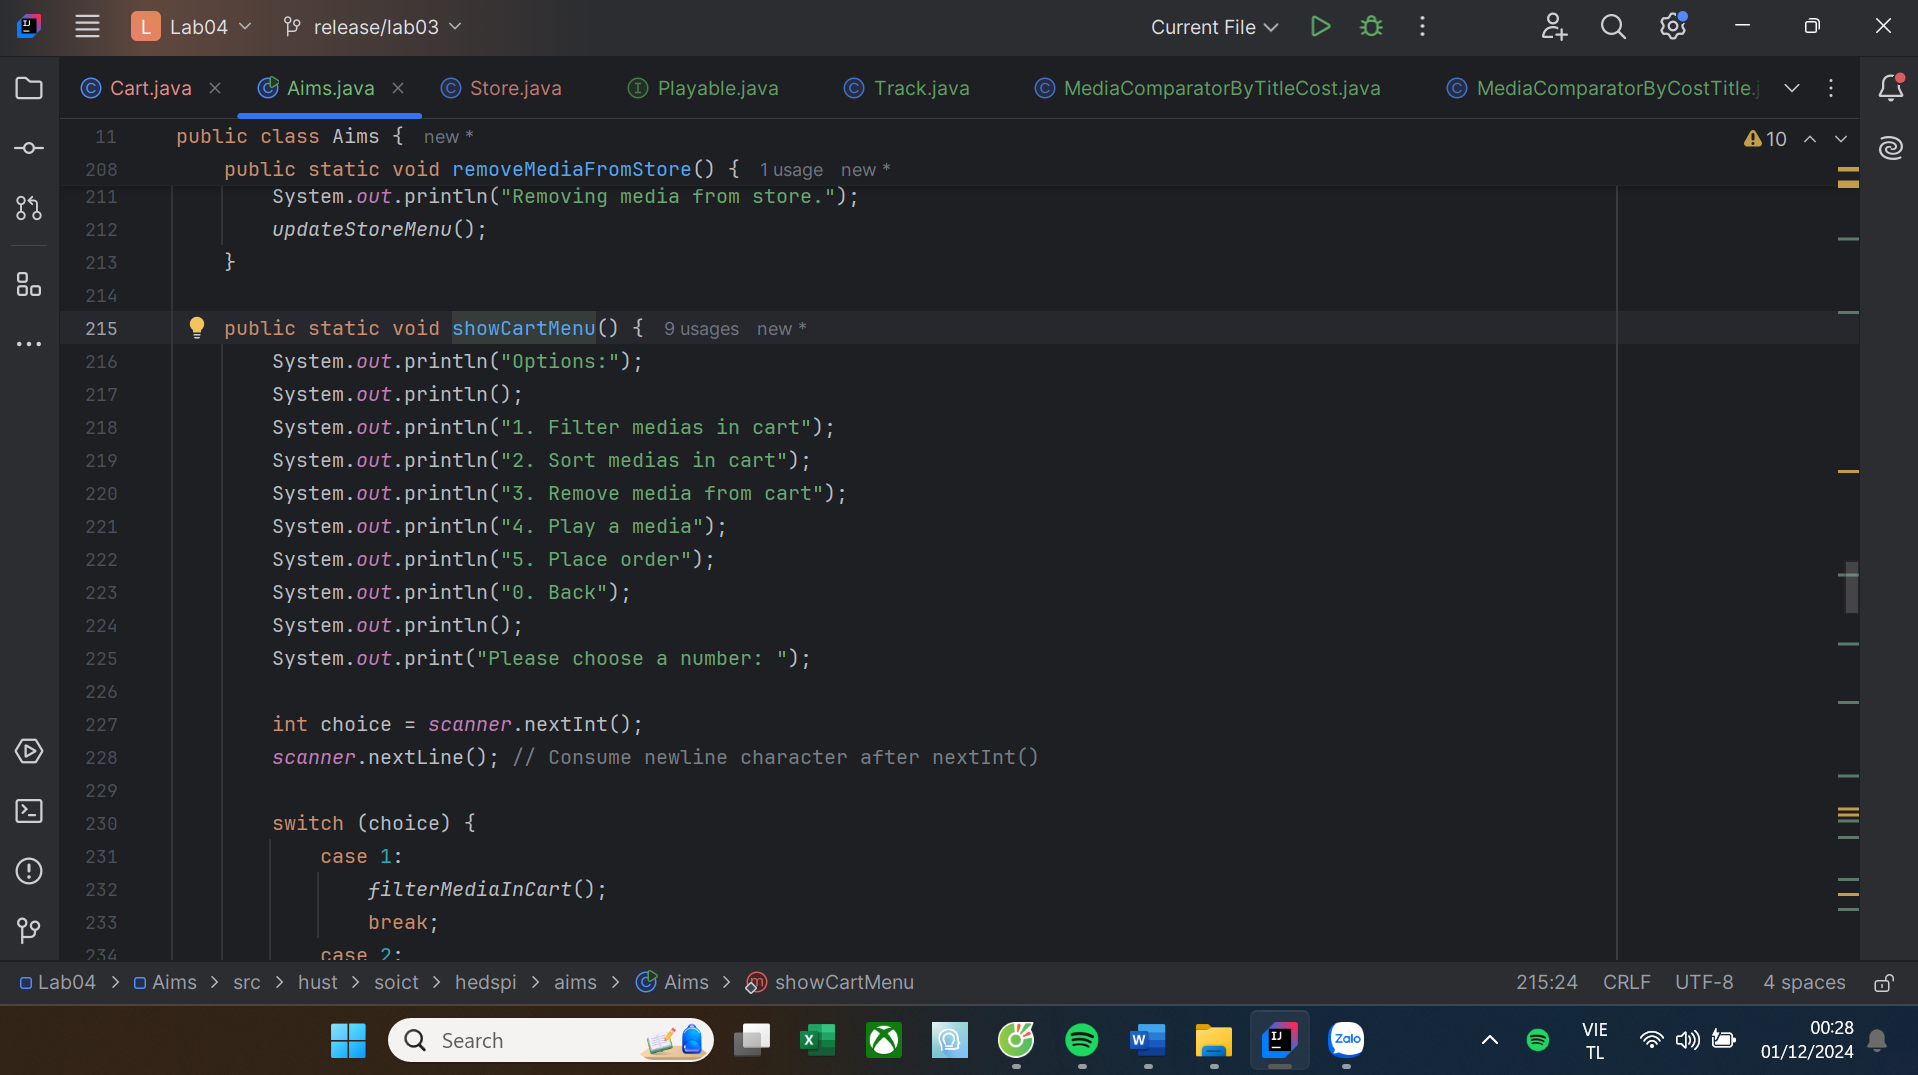 L Lab04 release/lab03 Current File
Cart.java Aims.java Store.java Playable.java Track.java MediaComparatorByTitleCost.java MediaComparatorByCostTitle.j
11 public class Aims { new *
10
208 public static void removeMediaFromStore() { 1 usage new *
211 System.out.println("Removing media from store.");
212 updateStoreMenu();
213 }
214
215 public static void showCartMenu() { 9 usages new *
216 System.out.println("Options:");
217 System.out.println();
218 System.out.println("1. Filter medias in cart");
219 System.out.println("2. Sort medias in cart");
220 System.out.println("3. Remove media from cart");
221 System.out.println("4. Play a media");
222 System.out.println("5. Place order");
223 System.out.println("0. Back");
224 System.out.println();
225 System.out.print("Please choose a number: ");
226
227 int choice = scanner.nextInt();
228 scanner.nextLine(); // Consume newline character after nextInt()
229
230 switch (choice) {
231 case 1:
232 filterMediaInCart();
233 break;
234 case 2:
Lab04 > Aims > src > hust > soict > hedspi > aims > Aims > showCartMenu 215:24 CRLF UTF-8 4 spaces
Search
Zalo
VIE
TL
00:28
01/12/2024